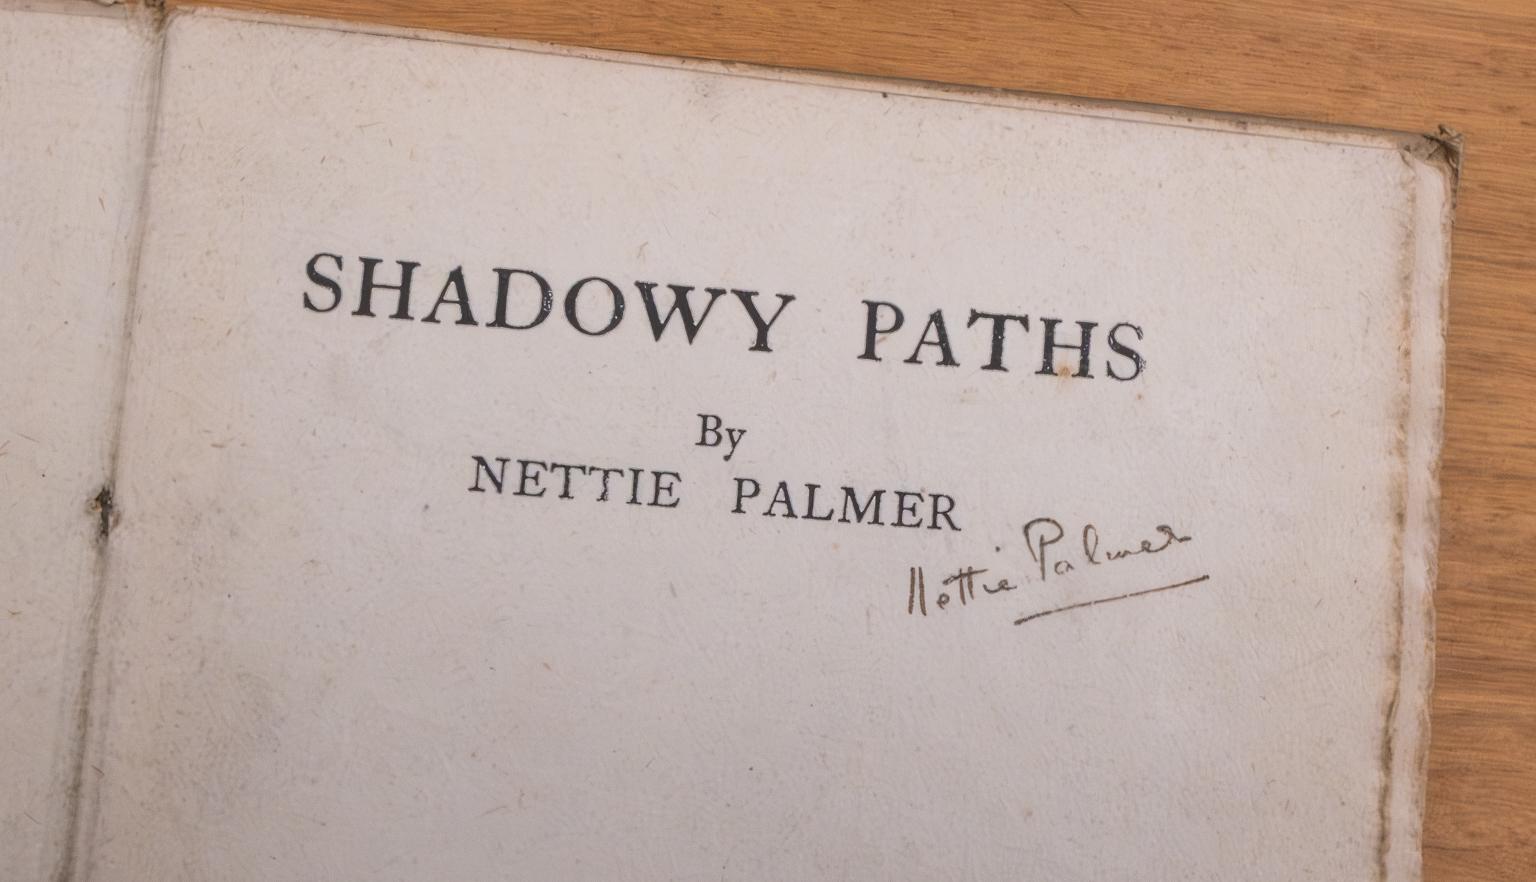 SHADOWY PATHS
By
NETTIE PALMER
Nettie Palmer